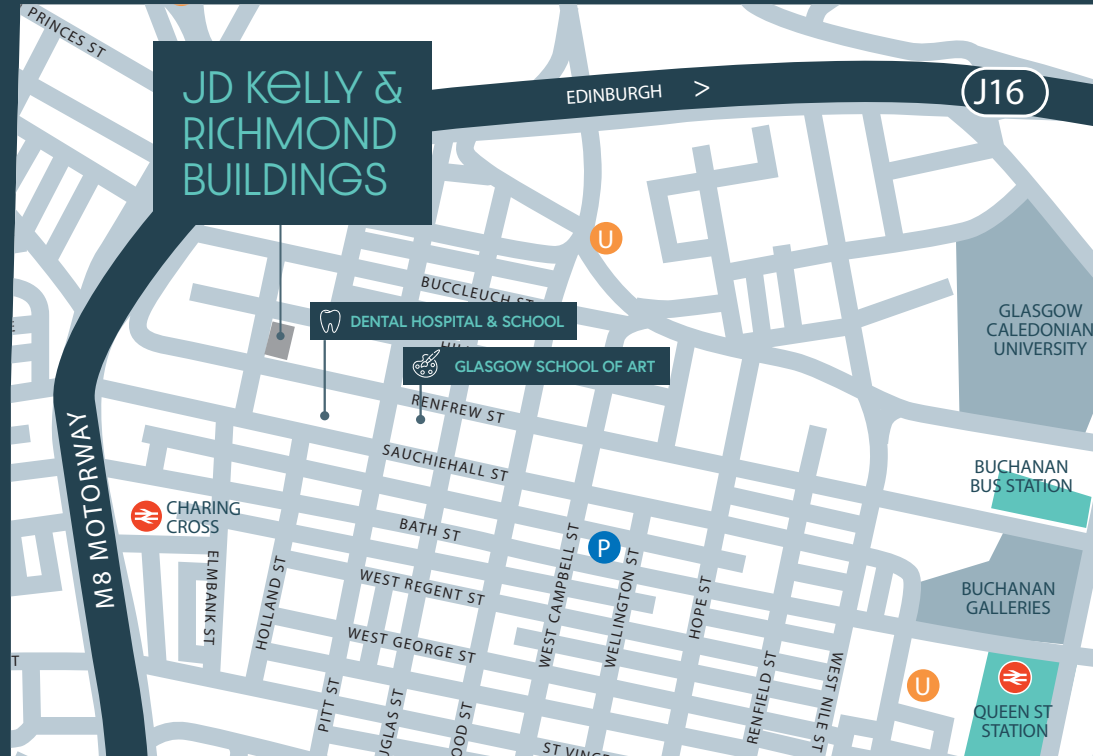 PRINCES ST
JD KELLY &
RICHMOND
BUILDINGS
EDINBURGH >
J16
U
BUCCLEUCH ST
DENTAL HOSPITAL & SCHOOL
GLASGOW SCHOOL OF ART
GLASGOW
CALEDONIAN
UNIVERSITY
RENFREW ST
SAUCHIEHALL ST
BUCHANAN
BUS STATION
M8 MOTORWAY
CHARING
CROSS
BATH ST
P
ELMBANK ST
HOLLAND ST
WEST REGENT ST
WEST CAMPBELL ST
WELLINGTON ST
HOPE ST
BUCHANAN
GALLERIES
WEST GEORGE ST
PITT ST
RENFIELD ST
WEST NILE ST
U
QUEEN ST
STATION